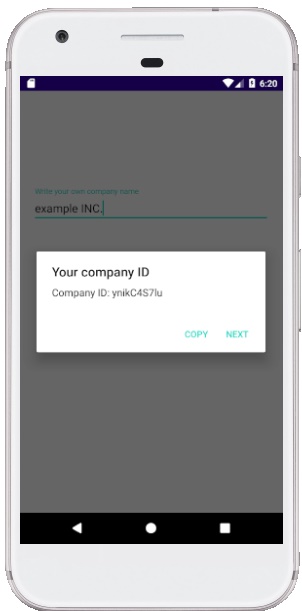 6:20
Write your own company name
example INC.
Your company ID
Company ID: ynikC4S7lu
COPY NEXT